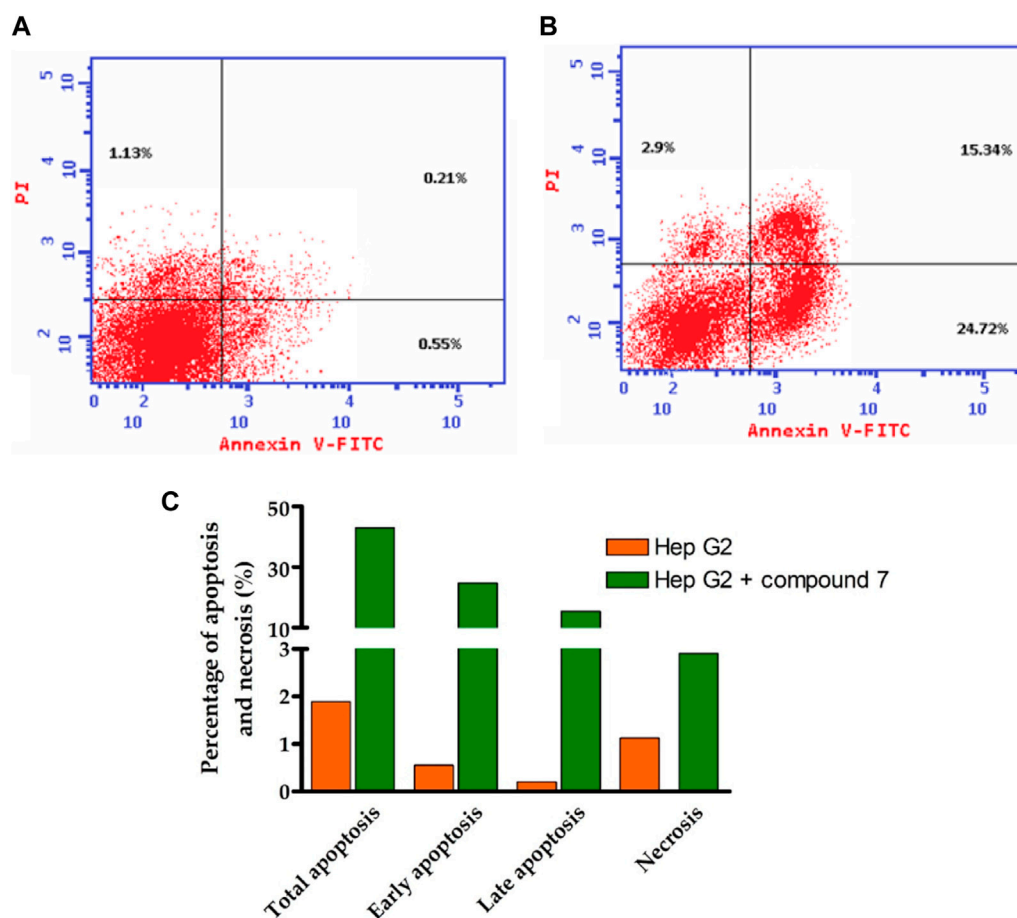 A
PI
5
10
4
10
3
10
2
10
1.13%
0.21%
0.55%
0 2 3 4 5
10 10 10 10
Annexin V-FITC
B
PI
5
10
4
10
3
10
2
10
2.9%
15.34%
24.72%
0 2 3 4 5
10 10 10 10
Annexin V-FITC
C
Percentage of apoptosis
and necrosis (%)
50
30
10
3
2
1
0
Hep G2
Hep G2 + compound 7
Total apoptosis
Early apoptosis
Late apoptosis
Necrosis